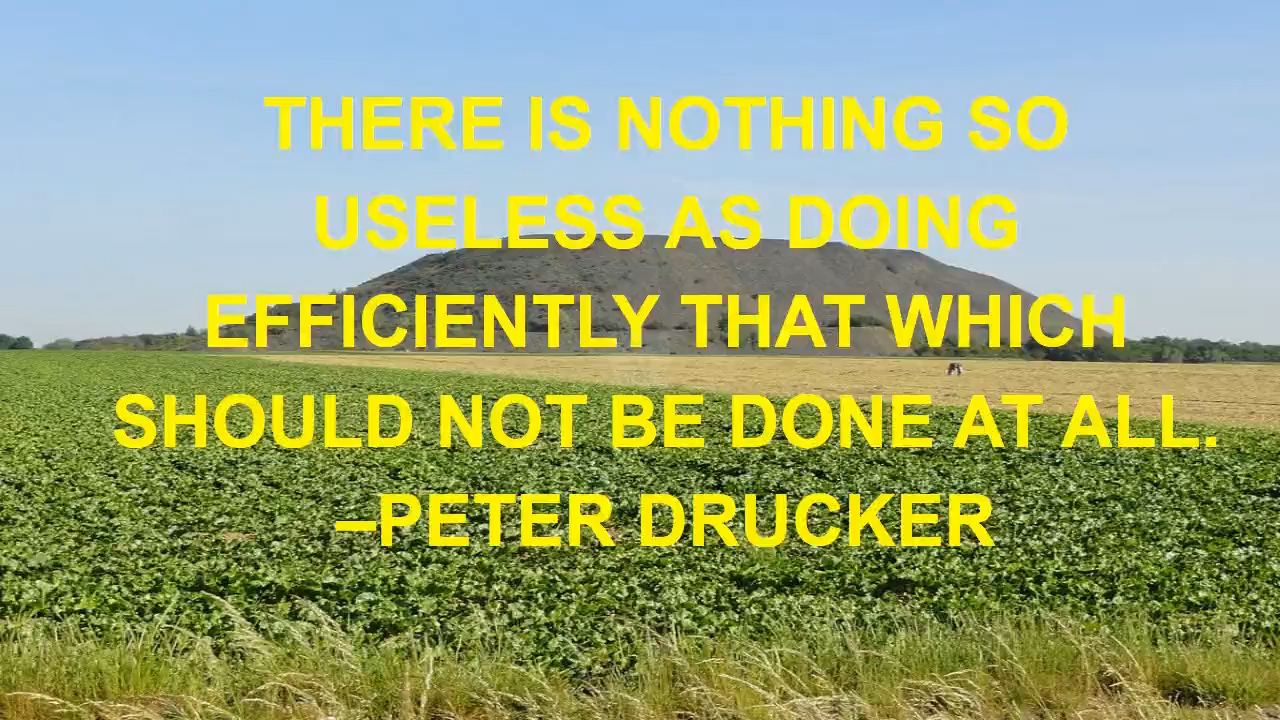 THERE IS NOTHING SO
USELESS AS DOING
EFFICIENTLY THAT WHICH
SHOULD NOT BE DONE AT ALL.
–PETER DRUCKER